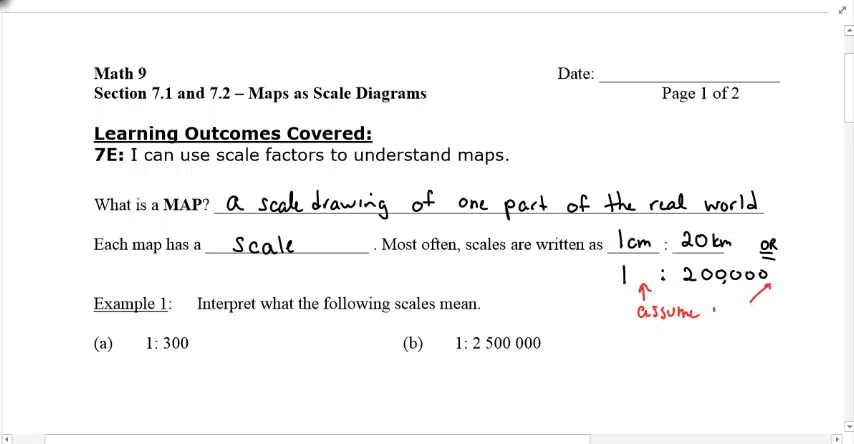 Math 9
Date: ____________
Section 7.1 and 7.2 – Maps as Scale Diagrams
Page 1 of 2
Learning Outcomes Covered:
7E: I can use scale factors to understand maps.
What is a MAP? a scale drawing of one part of the real world
Each map has a scale. Most often, scales are written as 1cm : 20km OR
1 : 200,000
assume
Example 1: Interpret what the following scales mean.
(a) 1: 300 (b) 1: 2 500 000